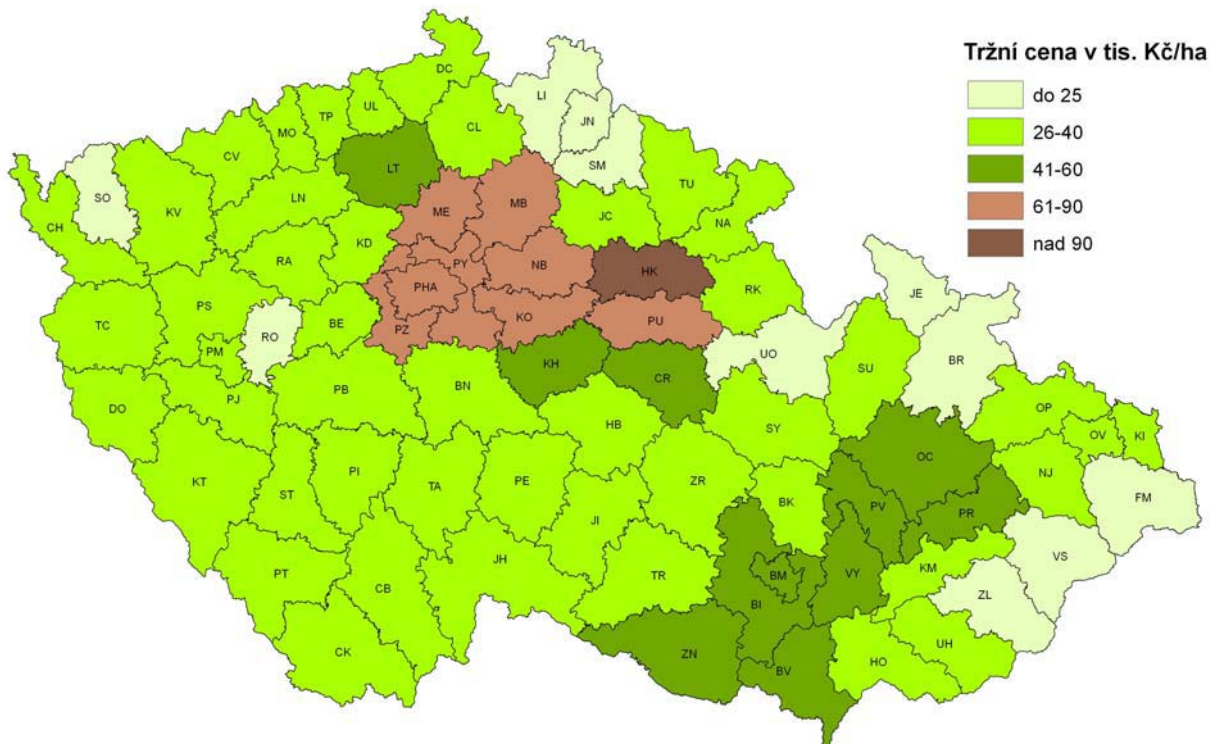 Tržní cena v tis. Kč/ha
do 25
26-40
41-60
61-90
nad 90
DC
LI
UL
TP
JN
CL
MO
CV
SM
LT
TU
SO
LN
KV
ME
MB
JC
NA
CH
KD
RA
PY
NB
HK
PHA
RK
JE
PS
TC
RO
BE
PZ
KO
PU
UO
BR
PM
KH
CR
SU
PB
BN
PJ
DO
OP
HB
SY
OV
KI
OC
KT
ST
PI
TA
PE
ZR
BK
NJ
FM
PV
PR
JI
JH
VS
PT
TR
BM
VY
KM
CB
BI
ZL
CK
ZN
BV
HO
UH